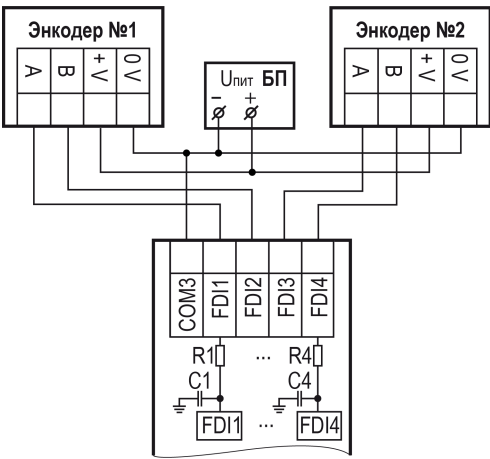 Энкодер №1
A B +V 0V
Uпит БП
− +
Энкодер №2
A B +V 0V
COM3 FDI1 FDI2 FDI3 FDI4
R1 ... R4
C1 C4
FDI1 ... FDI4